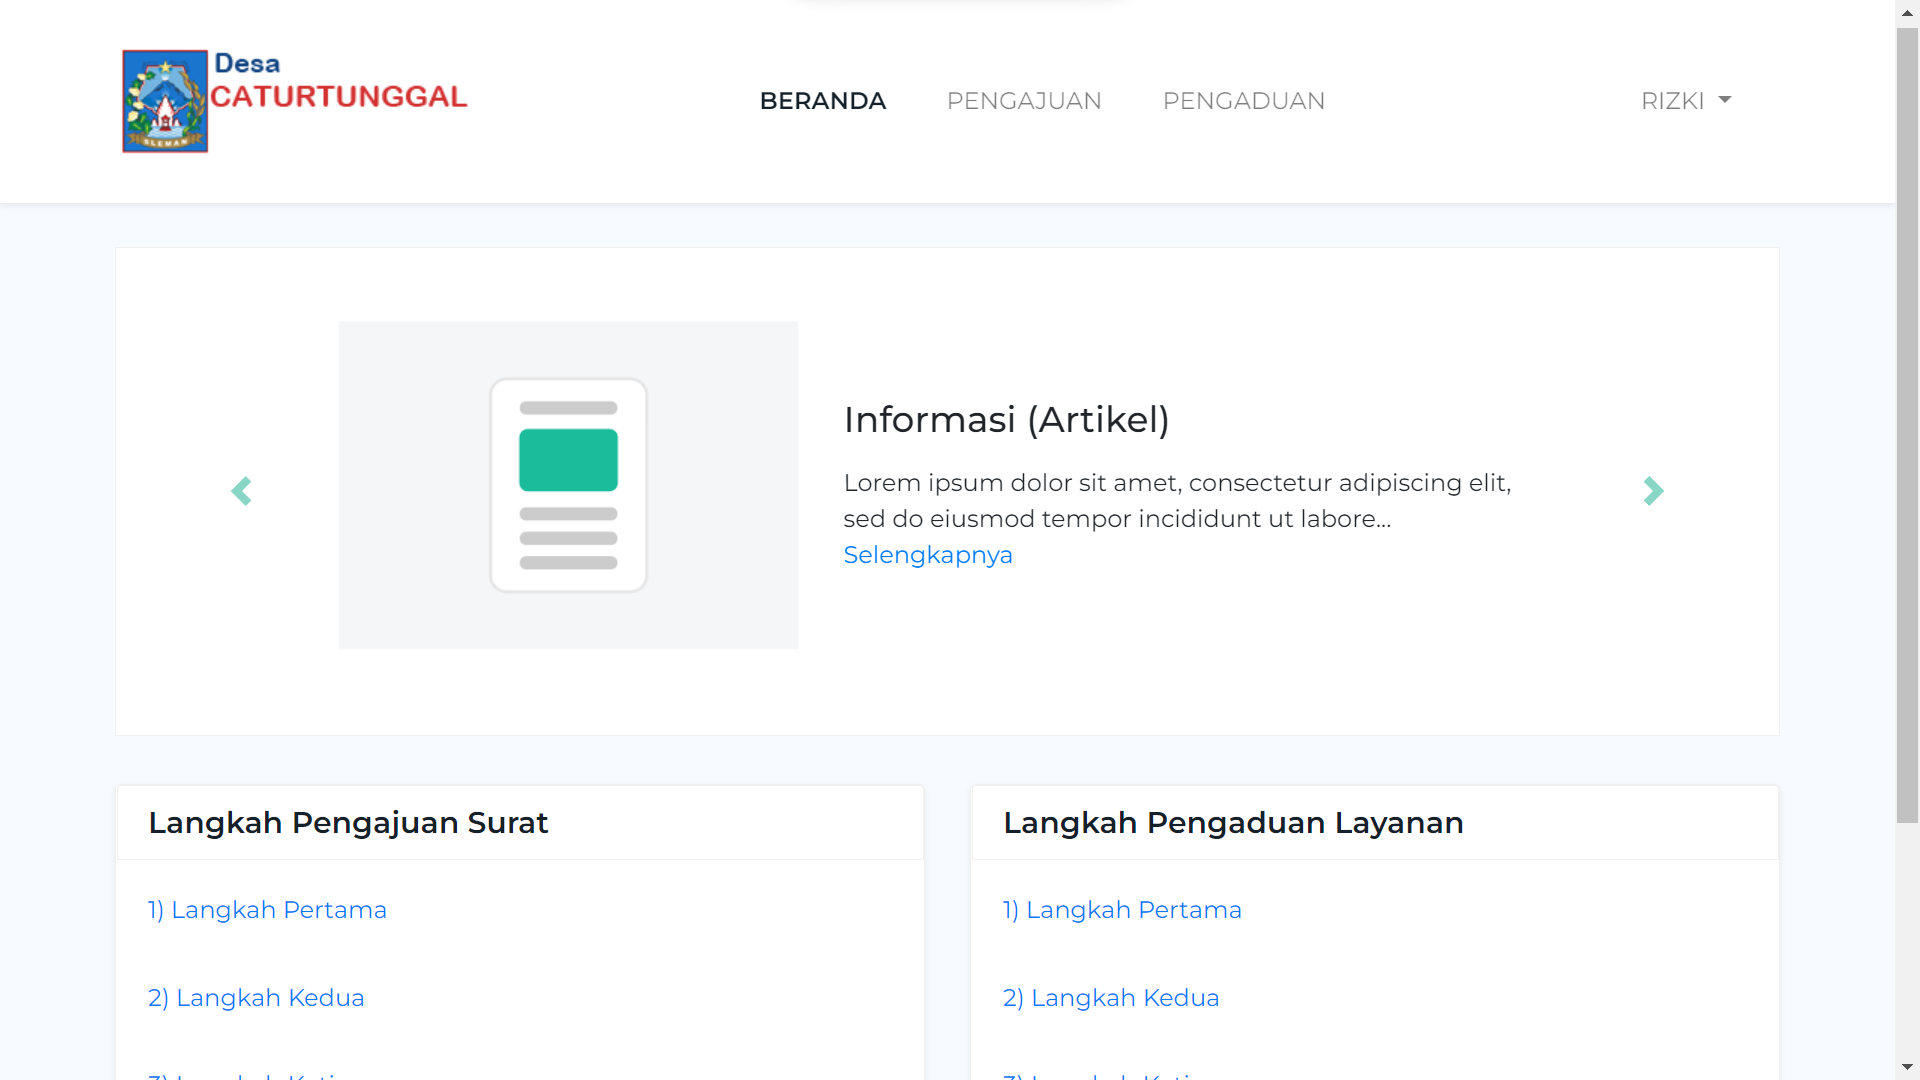 Desa
CATURTUNGGAL
SLEMAN
BERANDA
PENGAJUAN
PENGADUAN
RIZKI
Informasi (Artikel)
Lorem ipsum dolor sit amet, consectetur adipiscing elit,
sed do eiusmod tempor incididunt ut labore...
Selengkapnya
Langkah Pengajuan Surat
1) Langkah Pertama
2) Langkah Kedua
Langkah Pengaduan Layanan
1) Langkah Pertama
2) Langkah Kedua